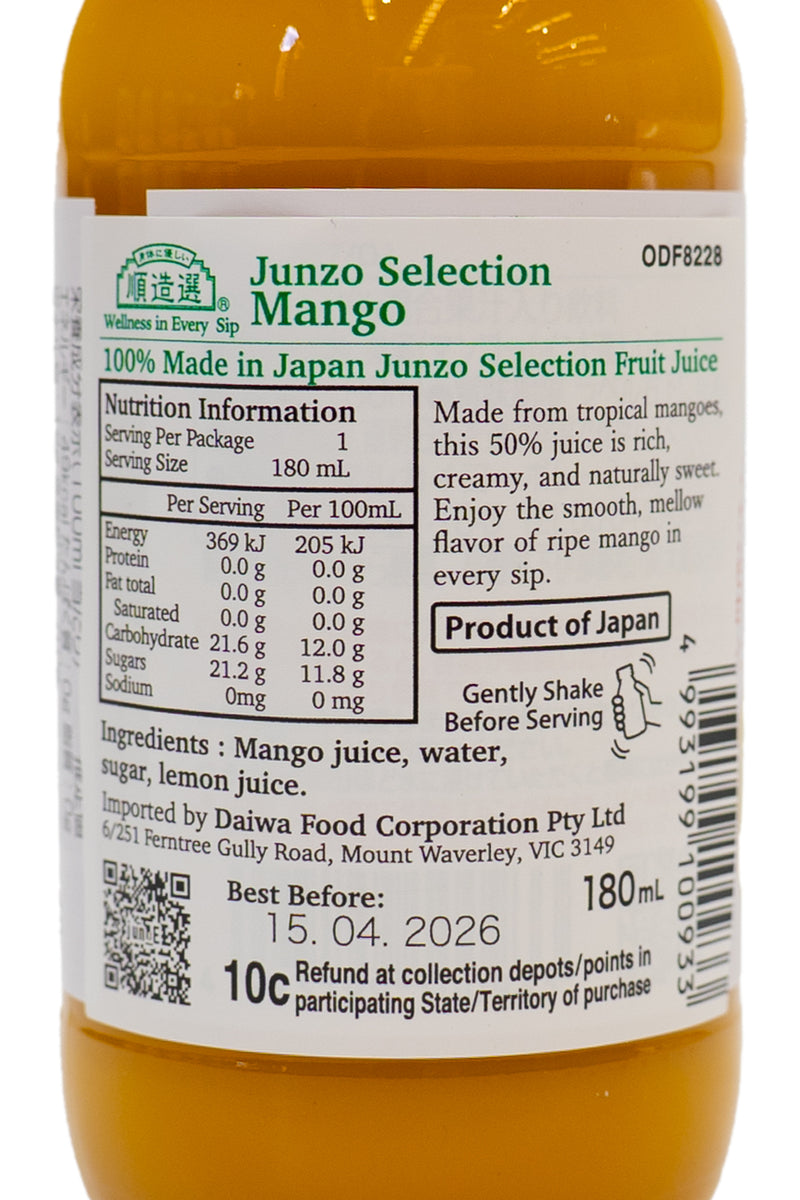 ODF8228
身体に優しい
順造選®
Wellness in Every Sip
Junzo Selection
Mango
100% Made in Japan Junzo Selection Fruit Juice
Nutrition Information
Serving Per Package 1
Serving Size 180 mL
Per Serving Per 100mL
Energy 369 kJ 205 kJ
Protein 0.0 g 0.0 g
Fat total 0.0 g 0.0 g
Saturated 0.0 g 0.0 g
Carbohydrate 21.6 g 12.0 g
Sugars 21.2 g 11.8 g
Sodium 0mg 0 mg
Made from tropical mangoes,
this 50% juice is rich,
creamy, and naturally sweet.
Enjoy the smooth, mellow
flavor of ripe mango in
every sip.
Product of Japan
Gently Shake
Before Serving
Ingredients : Mango juice, water,
sugar, lemon juice.
Imported by Daiwa Food Corporation Pty Ltd
6/251 Ferntree Gully Road, Mount Waverley, VIC 3149
Best Before:
15. 04. 2026
180mL
10c Refund at collection depots/points in
participating State/Territory of purchase
4 993199 100933